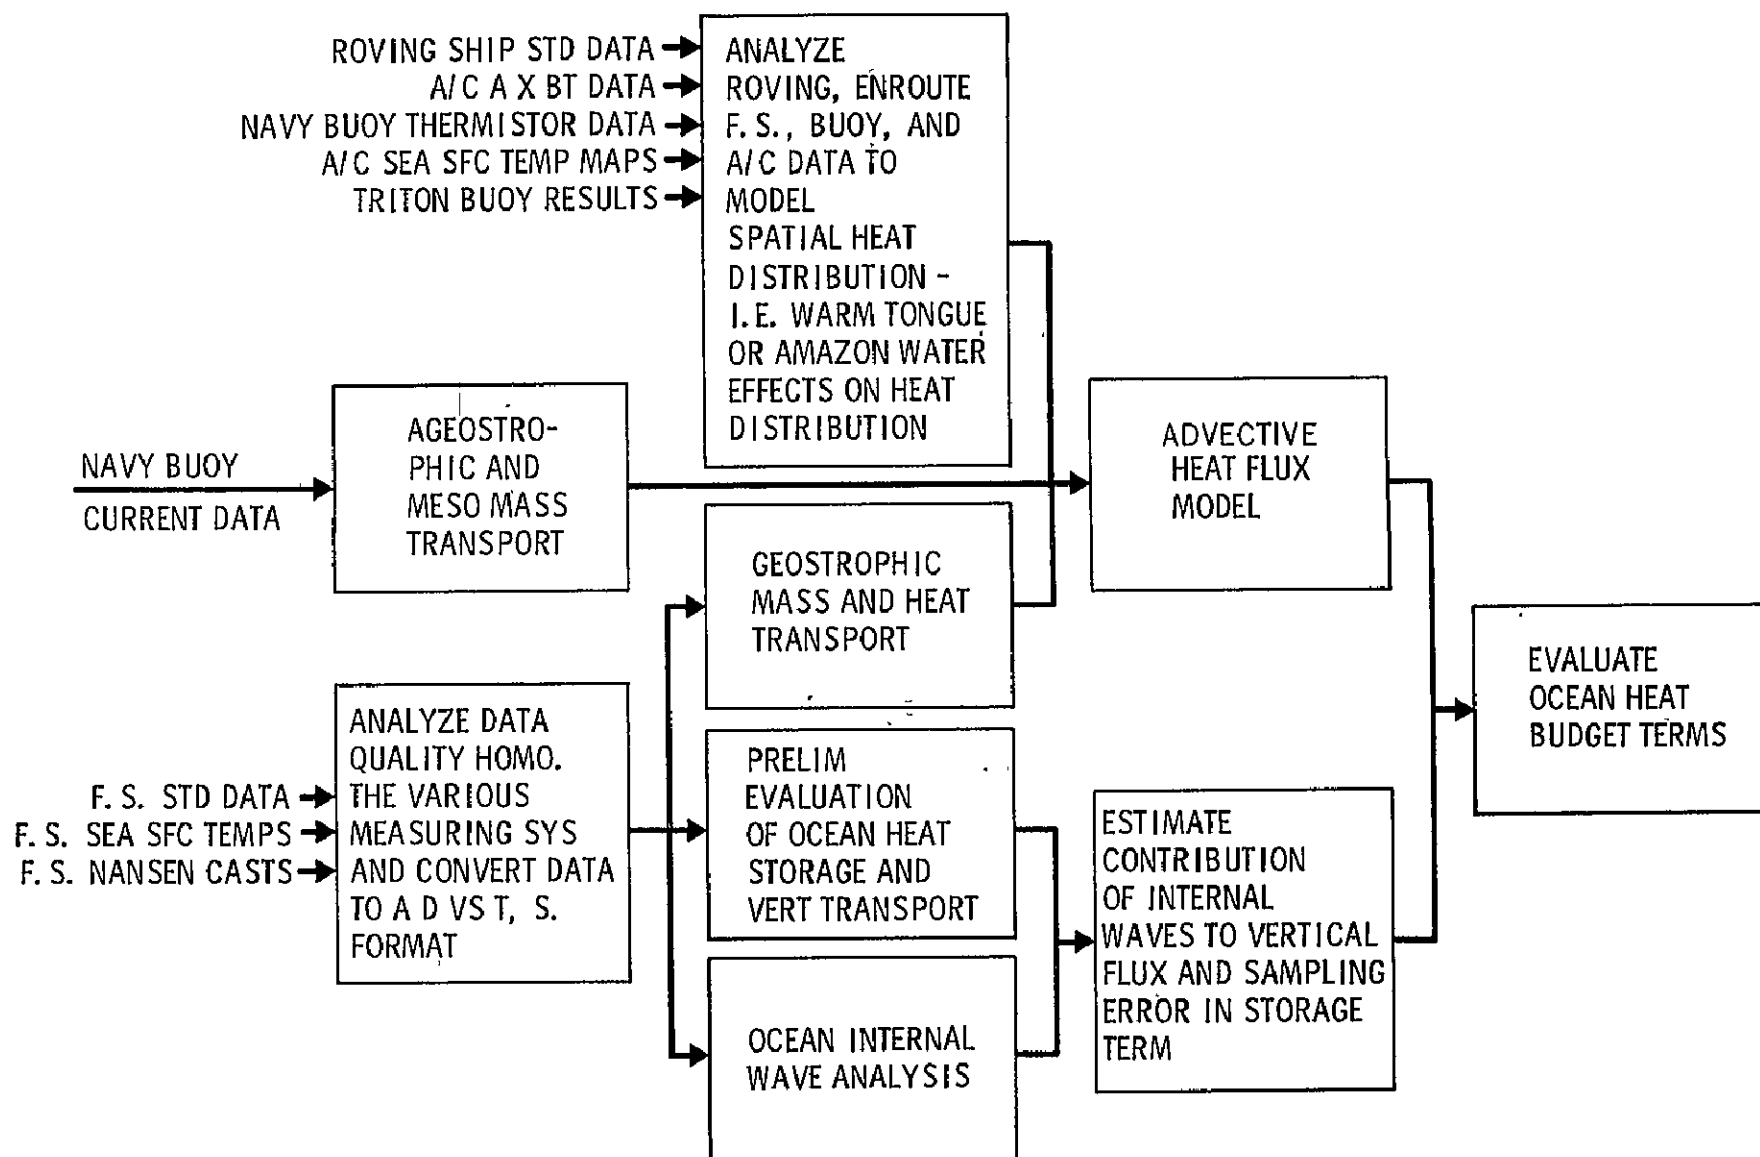 ROVING SHIP STD DATA
A/C A X BT DATA
NAVY BUOY THERMISTOR DATA
A/C SEA SFC TEMP MAPS
TRITON BUOY RESULTS
ANALYZE
ROVING, ENROUTE
F. S., BUOY, AND
A/C DATA TO
MODEL
SPATIAL HEAT
DISTRIBUTION -
I. E. WARM TONGUE
OR AMAZON WATER
EFFECTS ON HEAT
DISTRIBUTION
NAVY BUOY
CURRENT DATA
AGEOSTRO-
PHIC AND
MESO MASS
TRANSPORT
GEOSTROPHIC
MASS AND HEAT
TRANSPORT
ADVECTIVE
HEAT FLUX
MODEL
F. S. STD DATA
F. S. SEA SFC TEMPS
F. S. NANSEN CASTS
ANALYZE DATA
QUALITY HOMO.
THE VARIOUS
MEASURING SYS
AND CONVERT DATA
TO A D VS T, S.
FORMAT
PRELIM
EVALUATION
OF OCEAN HEAT
STORAGE AND
VERT TRANSPORT
OCEAN INTERNAL
WAVE ANALYSIS
ESTIMATE
CONTRIBUTION
OF INTERNAL
WAVES TO VERTICAL
FLUX AND SAMPLING
ERROR IN STORAGE
TERM
EVALUATE
OCEAN HEAT
BUDGET TERMS